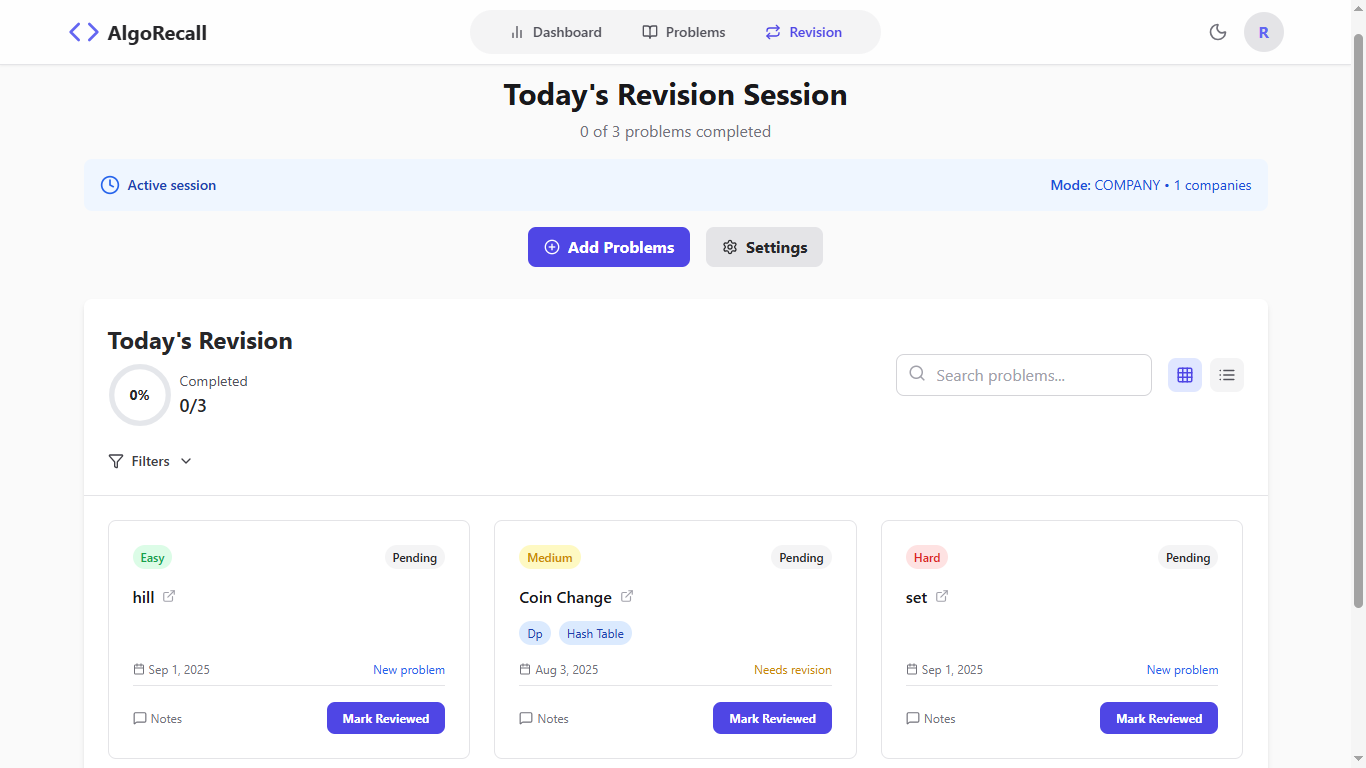 AlgoRecall
Dashboard
Problems
Revision
R
Today's Revision Session
0 of 3 problems completed
Active session
Mode: COMPANY • 1 companies
Add Problems
Settings
Today's Revision
0%
Completed
0/3
Search problems...
Filters
Easy
Pending
hill
Sep 1, 2025
New problem
Notes
Mark Reviewed
Medium
Pending
Coin Change
Dp
Hash Table
Aug 3, 2025
Needs revision
Notes
Mark Reviewed
Hard
Pending
set
Sep 1, 2025
New problem
Notes
Mark Reviewed